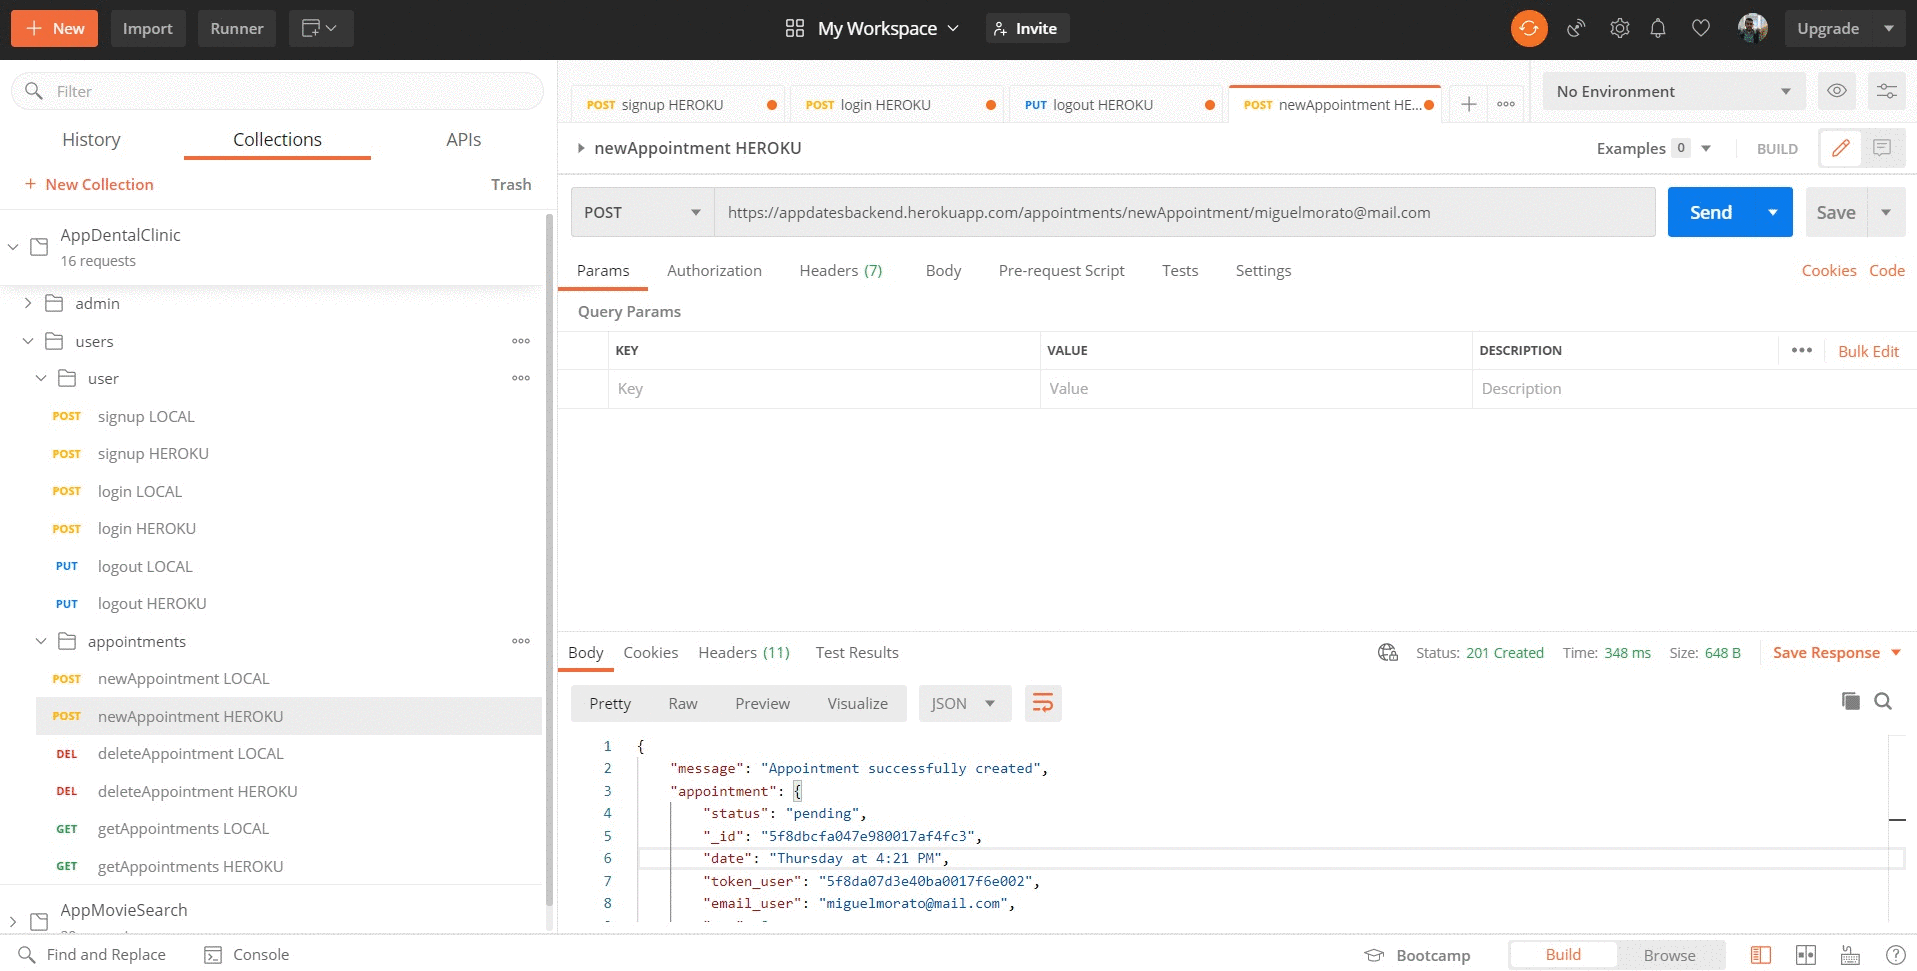 New
Import
Runner
My Workspace
Invite
Upgrade
Filter
History
Collections
APIs
New Collection
Trash
AppDentalClinic
16 requests
admin
users
user
POST signup LOCAL
POST signup HEROKU
POST login LOCAL
POST login HEROKU
PUT logout LOCAL
PUT logout HEROKU
appointments
POST newAppointment LOCAL
POST newAppointment HEROKU
DEL deleteAppointment LOCAL
DEL deleteAppointment HEROKU
GET getAppointments LOCAL
GET getAppointments HEROKU
AppMovieSearch
POST signup HEROKU
POST login HEROKU
PUT logout HEROKU
POST newAppointment HE...
No Environment
newAppointment HEROKU
Examples 0
BUILD
POST
https://appdatesbackend.herokuapp.com/appointments/newAppointment/miguelmorato@mail.com
Send
Save
Params
Authorization
Headers (7)
Body
Pre-request Script
Tests
Settings
Cookies
Code
Query Params
KEY
VALUE
DESCRIPTION
Bulk Edit
Key
Value
Description
Body
Cookies
Headers (11)
Test Results
Status: 201 Created
Time: 348 ms
Size: 648 B
Save Response
Pretty
Raw
Preview
Visualize
JSON
1 {
2 "message": "Appointment successfully created",
3 "appointment": {
4 "status": "pending",
5 "_id": "5f8dbcfa047e980017af4fc3",
6 "date": "Thursday at 4:21 PM",
7 "token_user": "5f8da07d3e40ba0017f6e002",
8 "email_user": "miguelmorato@mail.com",
Find and Replace
Console
Bootcamp
Build
Browse